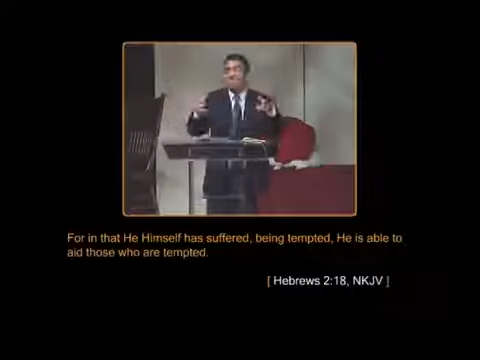 For in that He Himself has suffered, being tempted, He is able to
aid those who are tempted.
[ Hebrews 2:18, NKJV ]